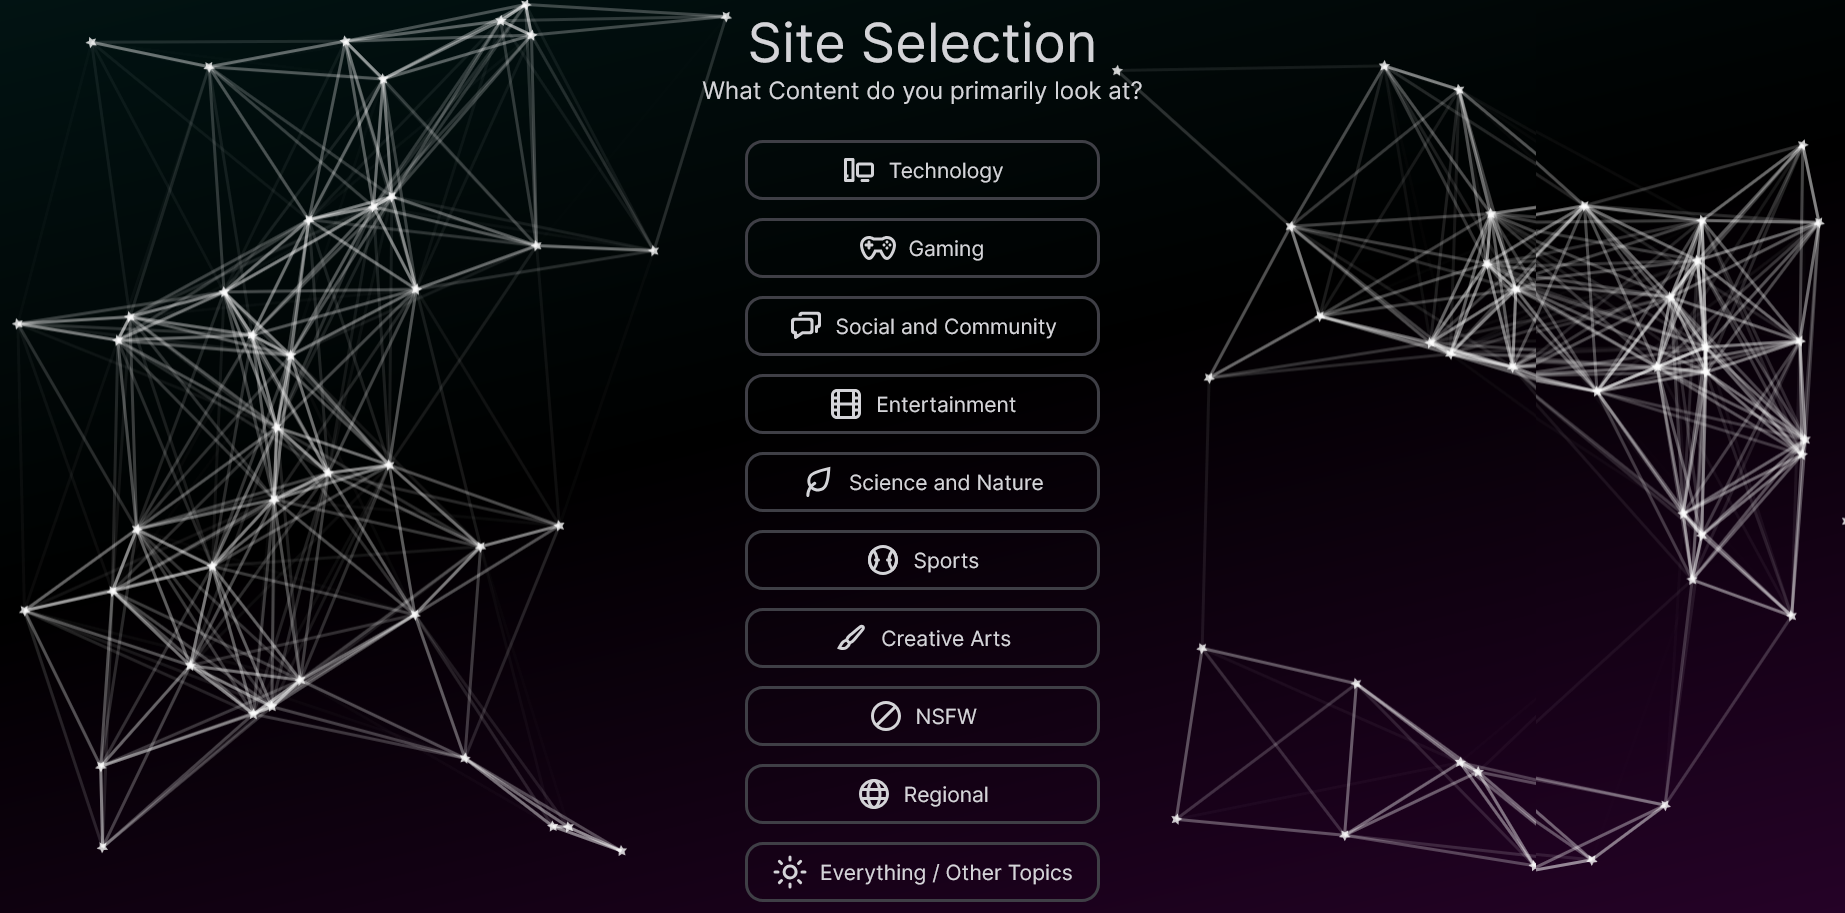 Site Selection
What Content do you primarily look at?
Technology
Gaming
Social and Community
Entertainment
Science and Nature
Sports
Creative Arts
NSFW
Regional
Everything / Other Topics